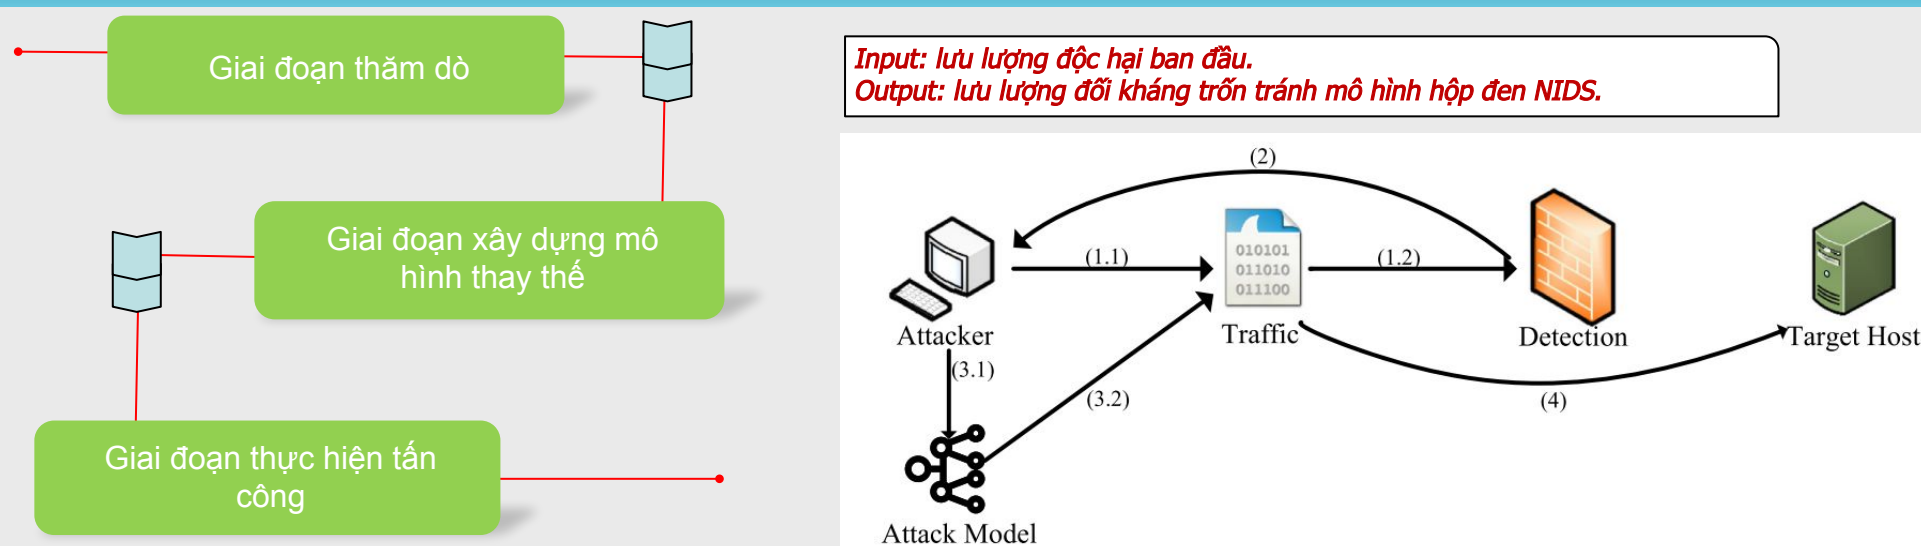 Giai đoạn thăm dò
Giai đoạn xây dựng mô
hình thay thế
Giai đoạn thực hiện tấn
công
Input: lưu lượng độc hại ban đầu.
Output: lưu lượng đối kháng trốn tránh mô hình hộp đen NIDS.
(2)
(1.1)
(1.2)
010101
011010
011100
Attacker
Traffic
Detection
Target Host
(3.1)
(3.2)
(4)
Attack Model